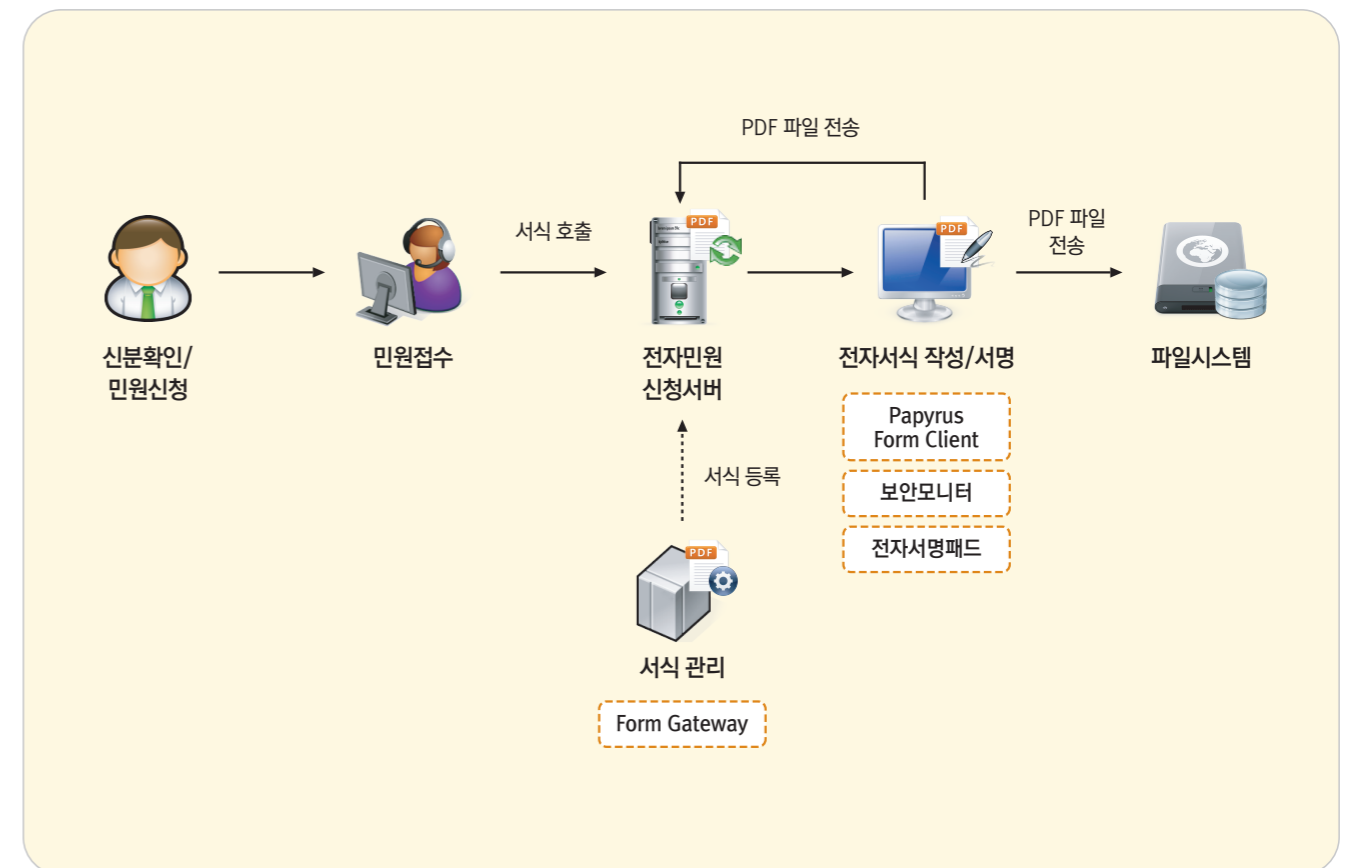 PDF 파일 전송
서식 호출
PDF 파일
전송
PDF
PDF
신분확인/
민원신청
민원접수
전자민원
신청서버
전자서식 작성/서명
파일시스템
Papyrus
Form Client
보안모니터
전자서명패드
서식 등록
PDF
서식 관리
Form Gateway